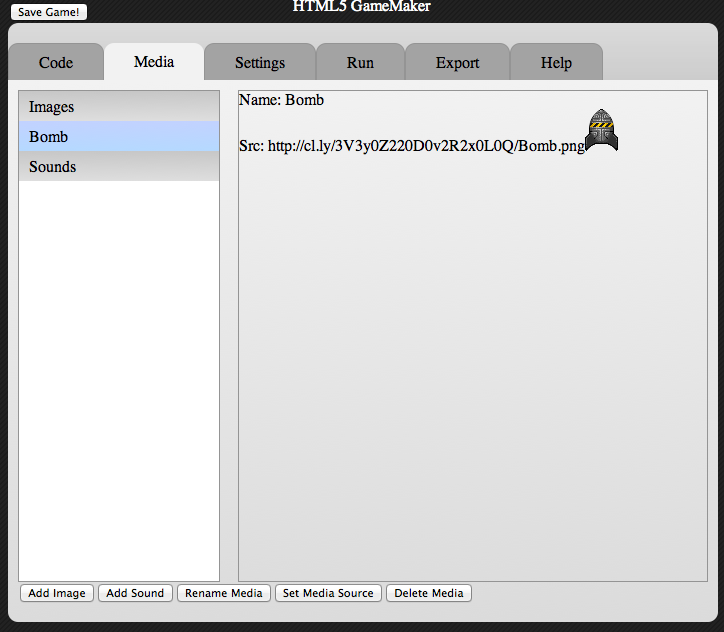 HTML5 GameMaker
Save Game!
Code Media Settings Run Export Help
Images
Bomb
Sounds
Name: Bomb
Src: http://cl.ly/3V3y0Z220D0v2R2x0L0Q/Bomb.png
Add Image Add Sound Rename Media Set Media Source Delete Media